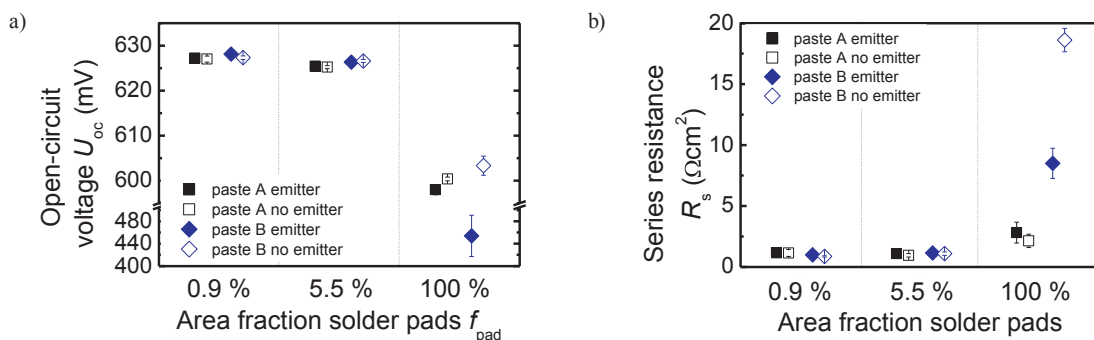 a)
Open-circuit
voltage U_oc (mV)
630
625
605
600
480
440
400
paste A emitter
paste A no emitter
paste B emitter
paste B no emitter
0.9 %
5.5 %
100 %
Area fraction solder pads f_pad
b)
Series resistance
R_s (Ωcm²)
20
15
10
5
0
paste A emitter
paste A no emitter
paste B emitter
paste B no emitter
0.9 %
5.5 %
100 %
Area fraction solder pads